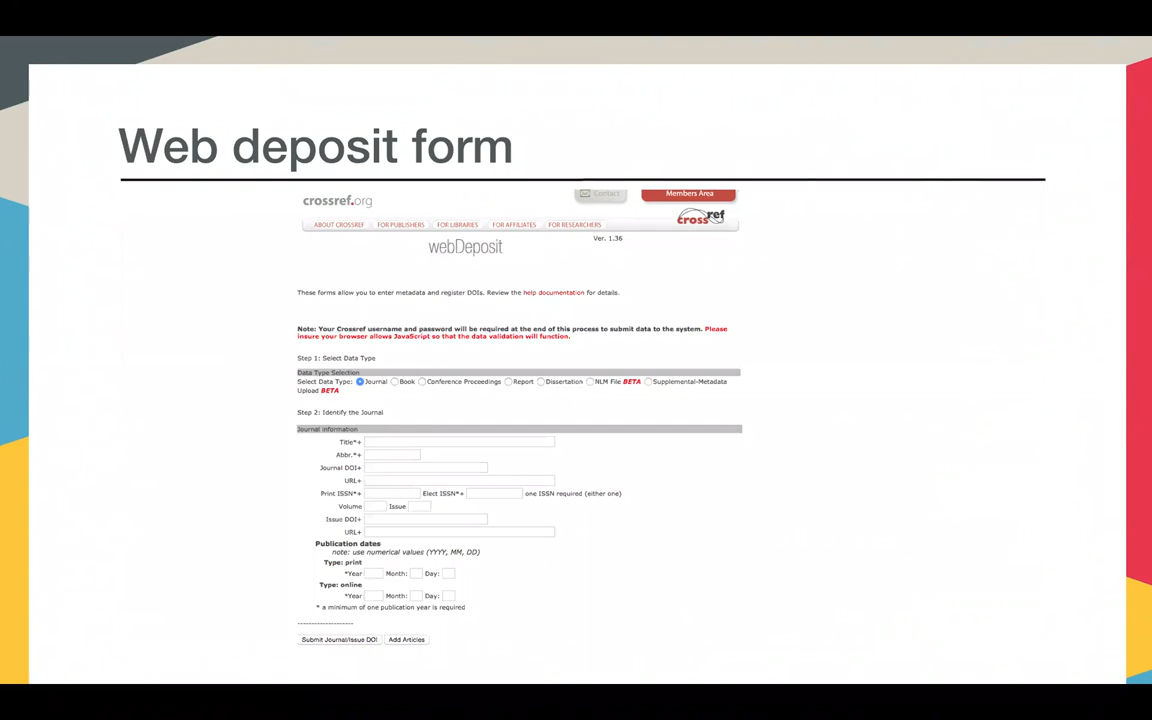 Web deposit form
crossref.org
Contact
Members Area
crossref
ABOUT CROSSREF FOR PUBLISHERS FOR LIBRARIES FOR AFFILIATES FOR RESEARCHERS
webDeposit
Ver. 1.36
These forms allow you to enter metadata and register DOIs. Review the help documentation for details.
Note: Your Crossref username and password will be required at the end of this process to submit data to the system. Please
insure your browser allows JavaScript so that the data validation will function.
Step 1: Select Data Type
Data Type Selection
Select Data Type: Journal Book Conference Proceedings Report Dissertation NLM File BETA Supplemental-Metadata
Upload BETA
Step 2: Identify the Journal
Journal information
Title*+
Abbr.*+
Journal DOI+
URL+
Print ISSN*+ Elect ISSN*+ one ISSN required (either one)
Volume Issue
Issue DOI+
URL+
Publication dates
note: use numerical values (YYYY, MM, DD)
Type: print
*Year Month: Day:
Type: online
*Year Month: Day:
* a minimum of one publication year is required
--------------------
Submit Journal/Issue DOI Add Articles